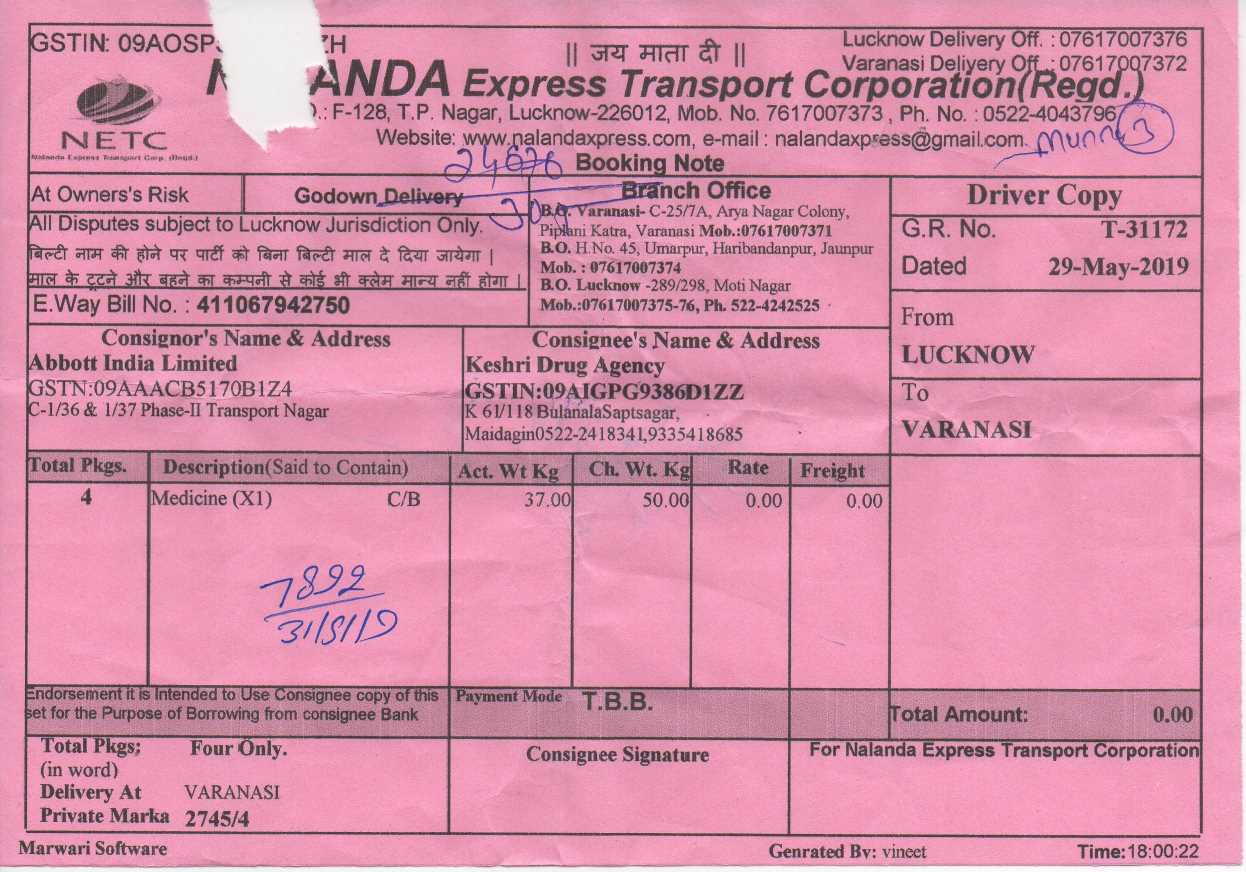 GSTIN: 09AOSP ZH
|| जय माता दी ||
Lucknow Delivery Off. : 07617007376
Varanasi Delivery Off. : 07617007372
NALANDA Express Transport Corporation(Regd.)
: F-128, T.P. Nagar, Lucknow-226012, Mob. No. 7617007373 , Ph. No. : 0522-4043796
Website: www.nalandaxpress.com, e-mail : nalandaxpress@gmail.com.
NETC
Nalanda Express Transport Corp. (Regd.)
3
24676
Booking Note
At Owners's Risk
Godown Delivery
All Disputes subject to Lucknow Jurisdiction Only.
बिल्टी नाम की होने पर पार्टी को बिना बिल्टी माल दे दिया जायेगा |
माल के टूटने और बहने का कम्पनी से कोई भी क्लेम मान्य नहीं होगा |
E.Way Bill No. : 411067942750
Branch Office
B.O. Varanasi- C-25/7A, Arya Nagar Colony,
Piplani Katra, Varanasi Mob.:07617007371
B.O. H.No. 45, Umarpur, Haribandanpur, Jaunpur
Mob. : 07617007374
B.O. Lucknow -289/298, Moti Nagar
Mob.:07617007375-76, Ph. 522-4242525
Driver Copy
G.R. No. T-31172
Dated 29-May-2019
From
LUCKNOW
To
VARANASI
Consignor's Name & Address
Abbott India Limited
GSTN:09AAACB5170B1Z4
C-1/36 & 1/37 Phase-II Transport Nagar
Consignee's Name & Address
Keshri Drug Agency
GSTIN:09AIGPG9386D1ZZ
K 61/118 BulanalaSaptsagar,
Maidagin0522-2418341,9335418685
Total Pkgs. Description(Said to Contain) Act. Wt Kg Ch. Wt. Kg Rate Freight
4 Medicine (X1) C/B 37.00 50.00 0.00 0.00
7892
31/5/19
Endorsement it is Intended to Use Consignee copy of this
set for the Purpose of Borrowing from consignee Bank
Payment Mode T.B.B.
Total Amount: 0.00
Total Pkgs; Four Only.
(in word)
Delivery At VARANASI
Private Marka 2745/4
Consignee Signature
For Nalanda Express Transport Corporation
Marwari Software
Genrated By: vineet
Time:18:00:22